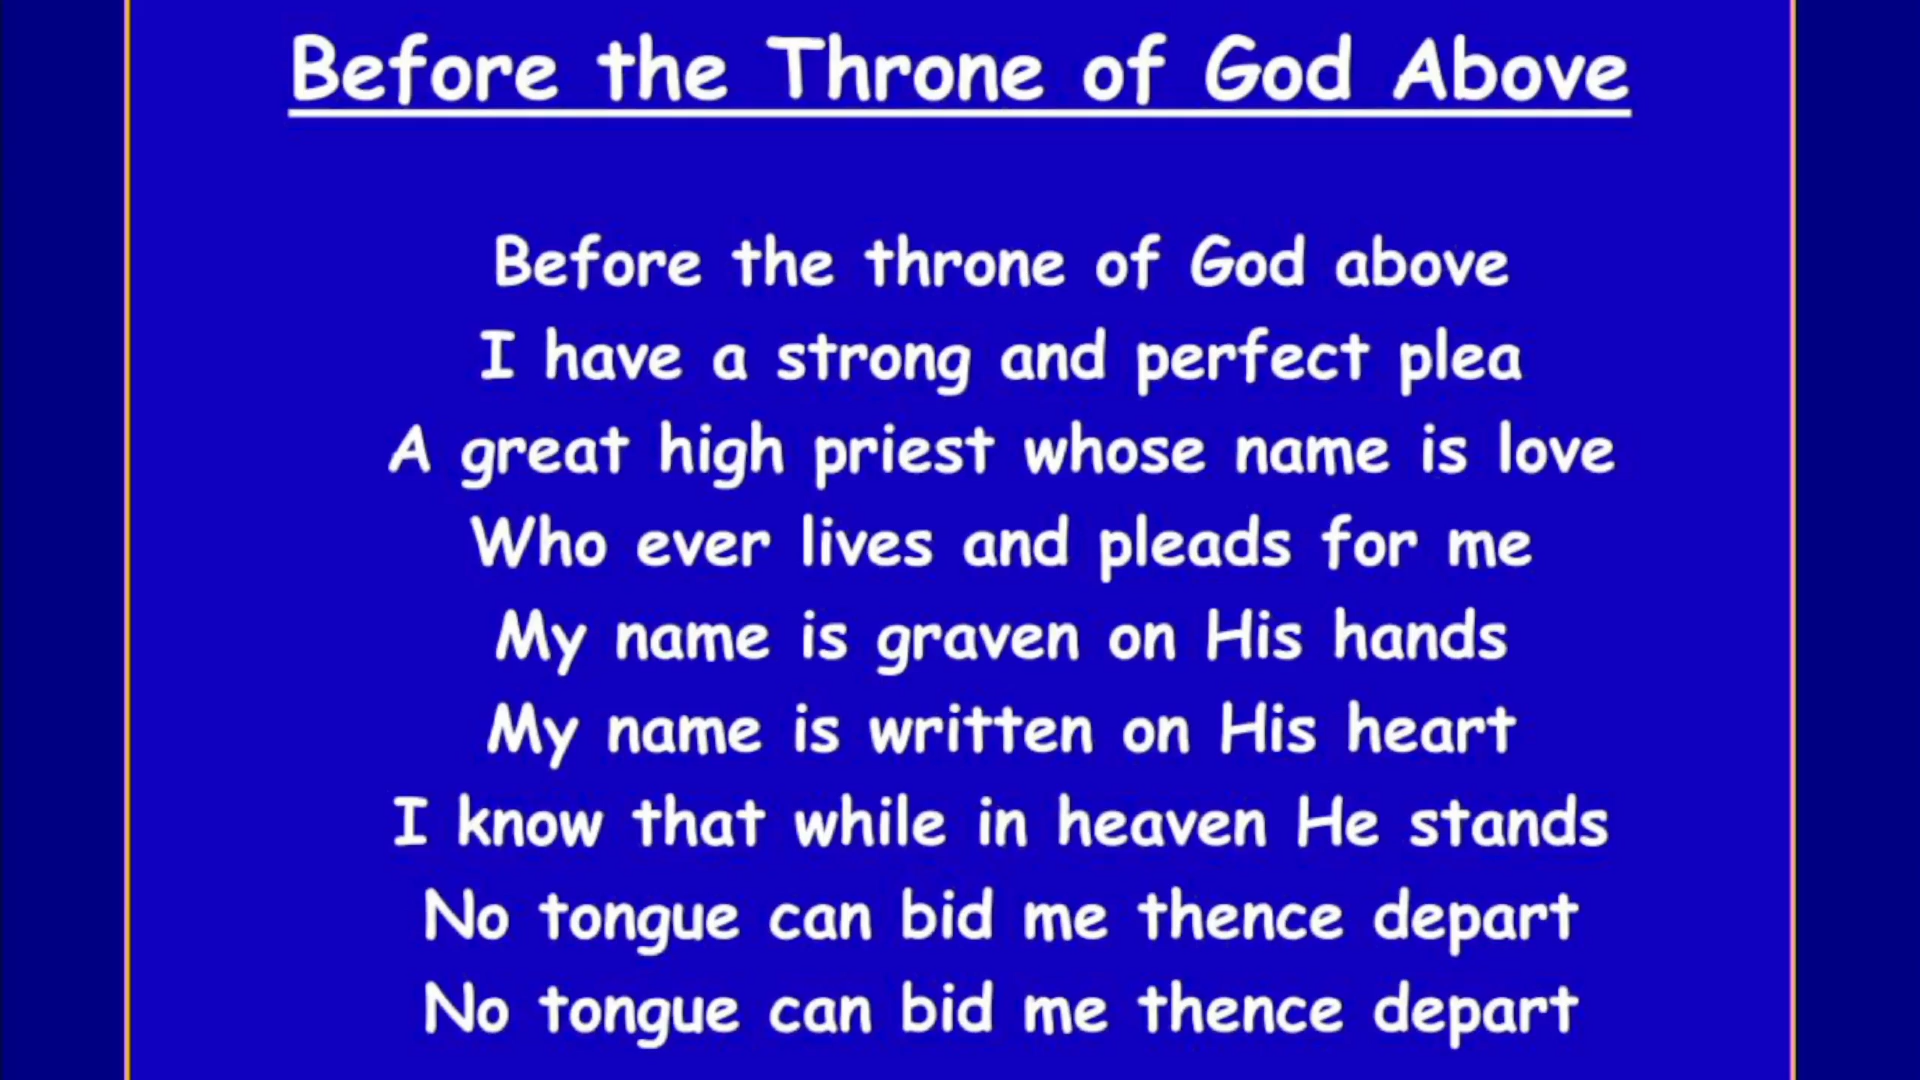 Before the Throne of God Above
Before the throne of God above
I have a strong and perfect plea
A great high priest whose name is love
Who ever lives and pleads for me
My name is graven on His hands
My name is written on His heart
I know that while in heaven He stands
No tongue can bid me thence depart
No tongue can bid me thence depart